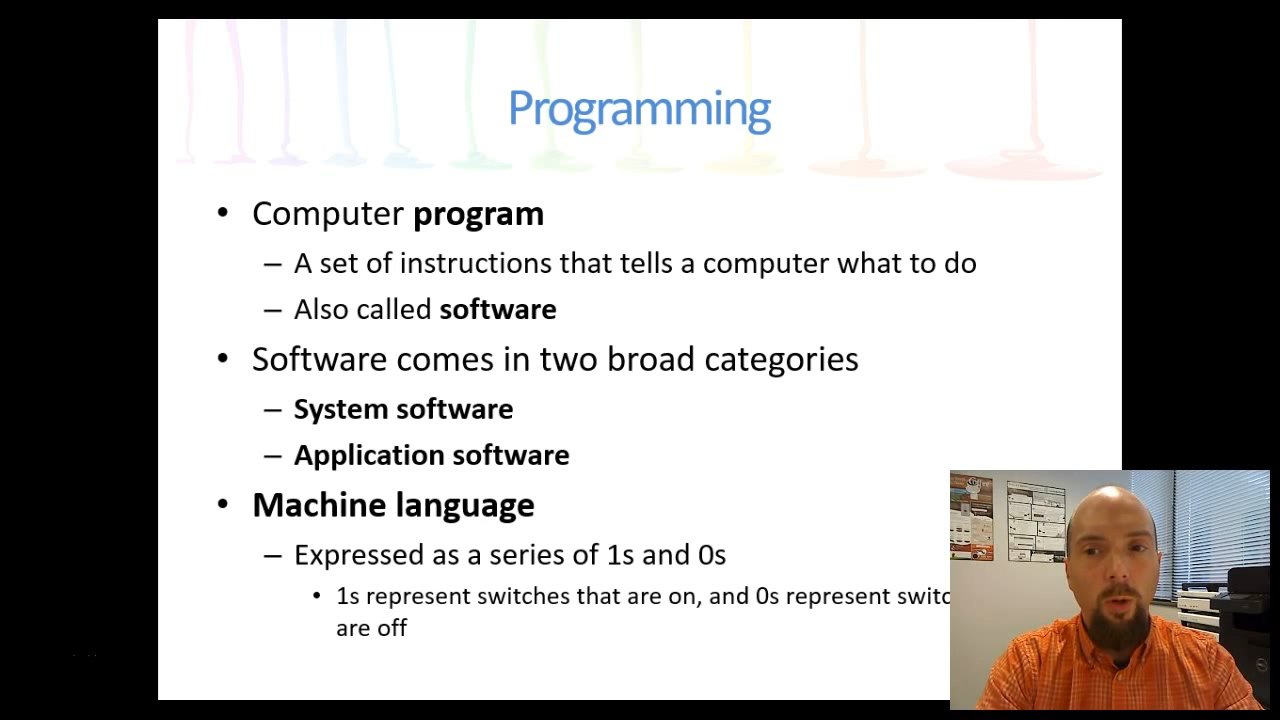 Programming
• Computer program
– A set of instructions that tells a computer what to do
– Also called software
• Software comes in two broad categories
– System software
– Application software
• Machine language
– Expressed as a series of 1s and 0s
• 1s represent switches that are on, and 0s represent
are off